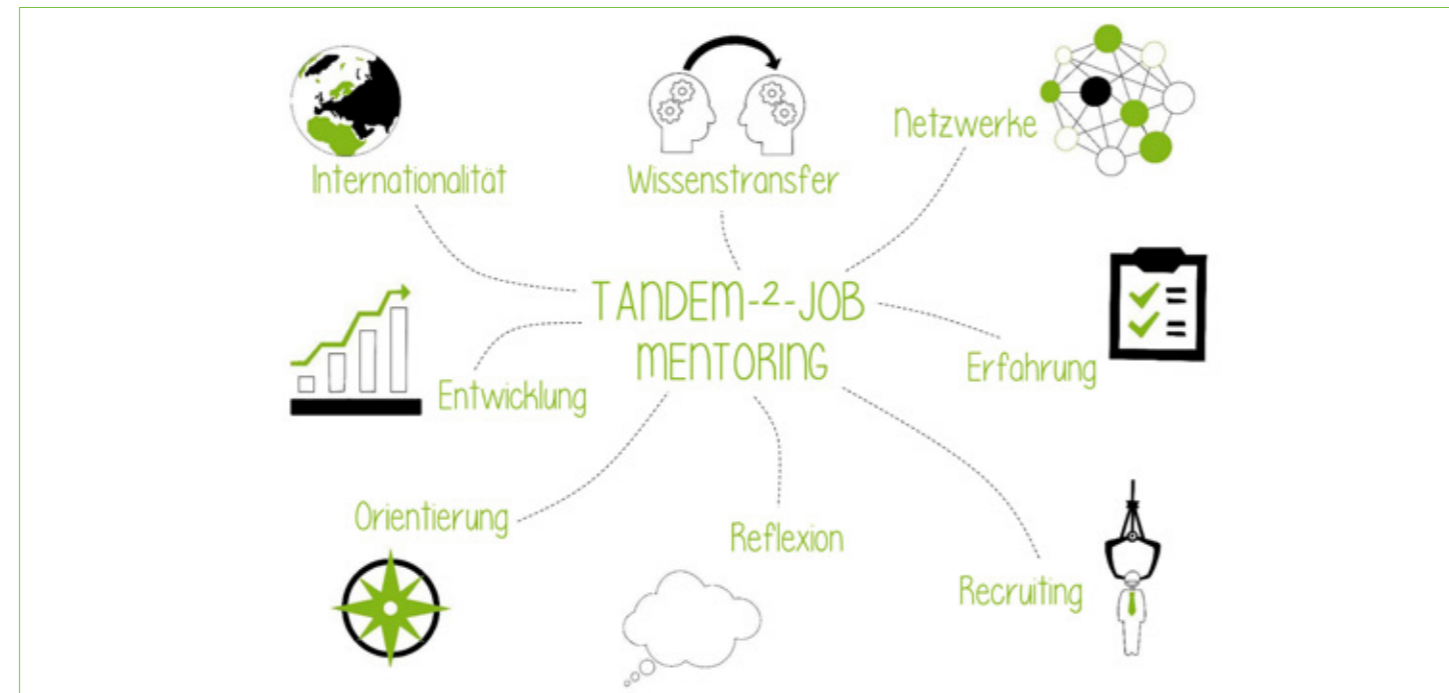 Internationalität
Wissenstransfer
Netzwerke
TANDEM-2-JOB
MENTORING
Entwicklung
Erfahrung
Orientierung
Reflexion
Recruiting